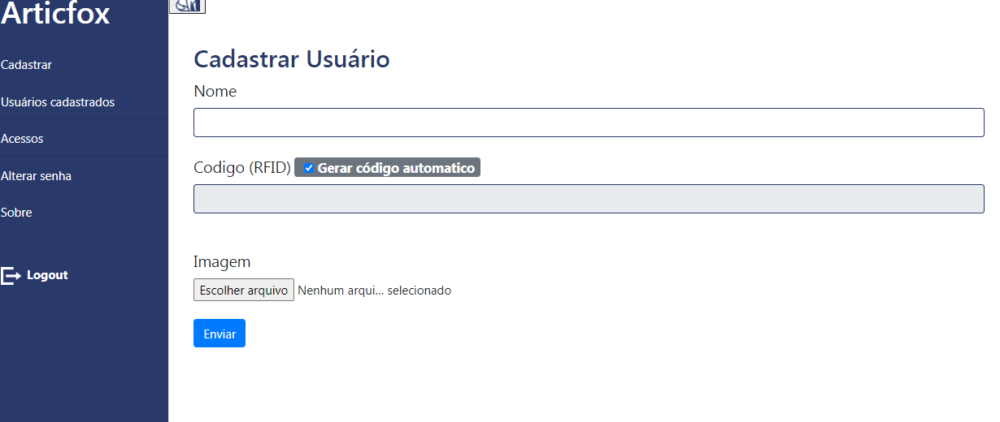 Articfox
Cadastrar
Usuários cadastrados
Acessos
Alterar senha
Sobre
Logout
Cadastrar Usuário
Nome
Codigo (RFID) Gerar código automatico
Imagem
Escolher arquivo Nenhum arqui... selecionado
Enviar